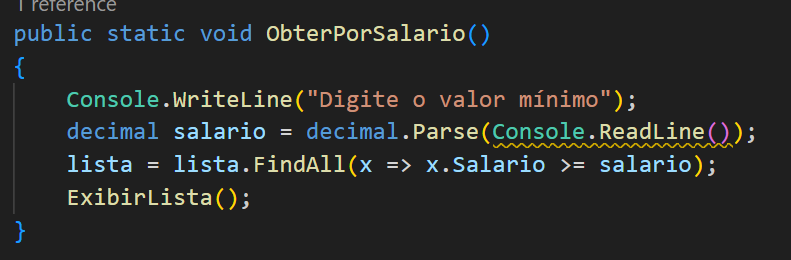 1 reference
public static void ObterPorSalario()
{
Console.WriteLine("Digite o valor mínimo");
decimal salario = decimal.Parse(Console.ReadLine());
lista = lista.FindAll(x => x.Salario >= salario);
ExibirLista();
}